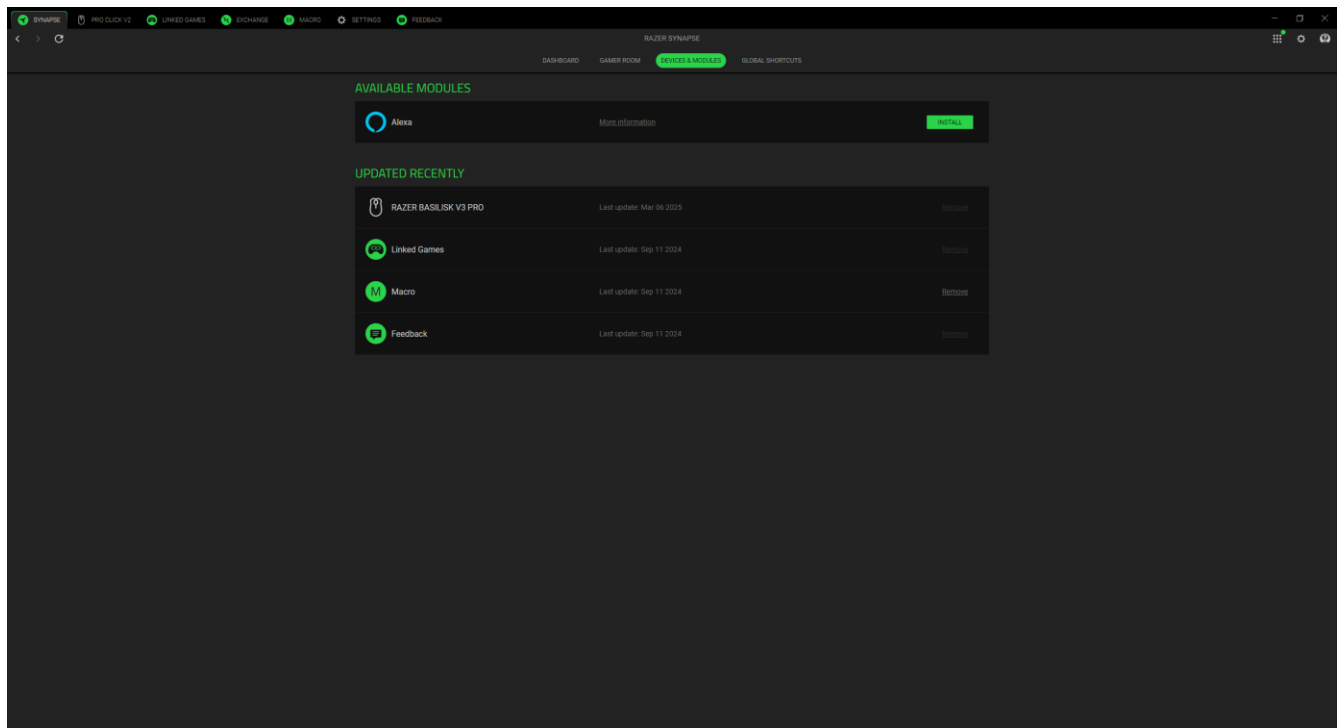 SYNAPSE PRO CLICK V2 LINKED GAMES EXCHANGE MACRO SETTINGS FEEDBACK
RAZER SYNAPSE
DASHBOARD GAMER ROOM DEVICES & MODULES GLOBAL SHORTCUTS
AVAILABLE MODULES
Alexa More information INSTALL
UPDATED RECENTLY
RAZER BASILISK V3 PRO Last update: Mar 06 2025 Remove
Linked Games Last update: Sep 11 2024 Remove
M Macro Last update: Sep 11 2024 Remove
Feedback Last update: Sep 11 2024 Remove